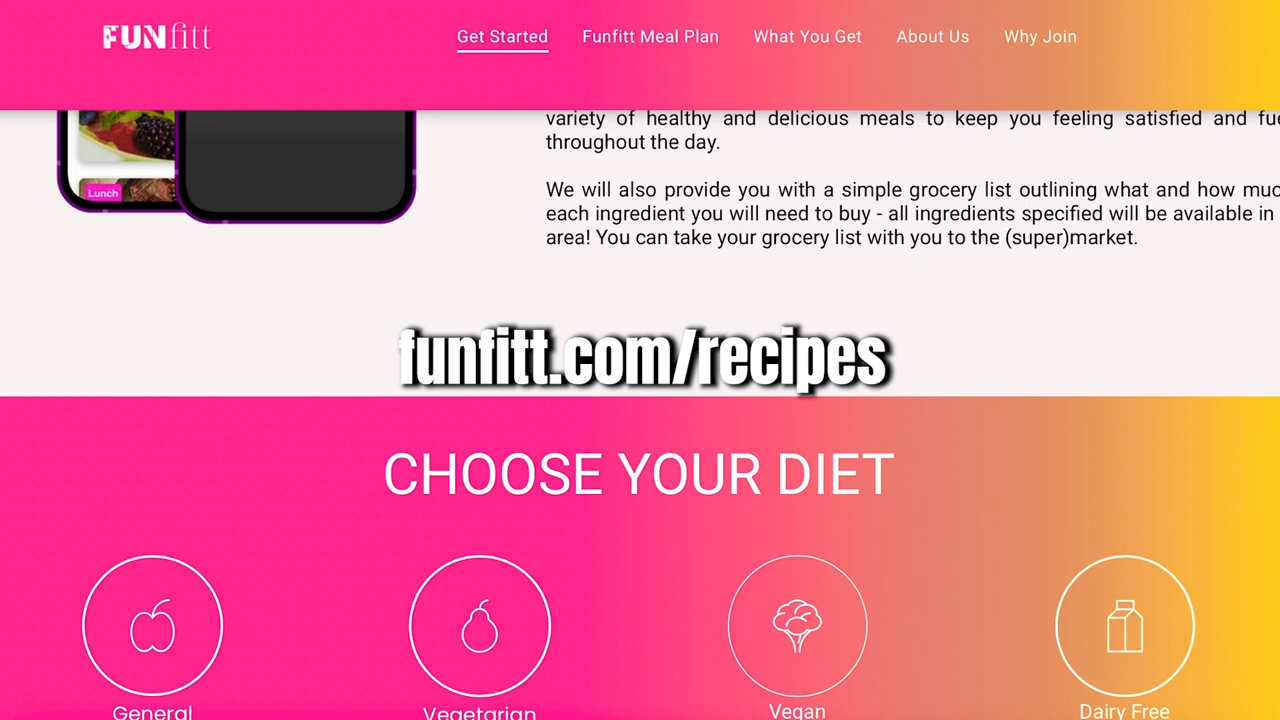 FUNfitt
Get Started
Funfitt Meal Plan
What You Get
About Us
Why Join
variety of healthy and delicious meals to keep you feeling satisfied and
throughout the day.
Lunch
We will also provide you with a simple grocery list outlining what and how
each ingredient you will need to buy - all ingredients specified will be available in
area! You can take your grocery list with you to the (super)market.
funfitt.com/recipes
CHOOSE YOUR DIET
General
Vegetarian
Vegan
Dairy Free